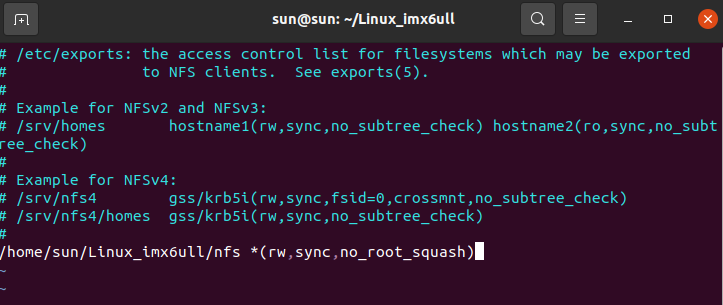 sun@sun: ~/Linux_imx6ull
# /etc/exports: the access control list for filesystems which may be exported
#               to NFS clients.  See exports(5).
#
# Example for NFSv2 and NFSv3:
# /srv/homes       hostname1(rw,sync,no_subtree_check) hostname2(ro,sync,no_subt
ree_check)
#
# Example for NFSv4:
# /srv/nfs4        gss/krb5i(rw,sync,fsid=0,crossmnt,no_subtree_check)
# /srv/nfs4/homes  gss/krb5i(rw,sync,no_subtree_check)
#
/home/sun/Linux_imx6ull/nfs *(rw,sync,no_root_squash)
~
~